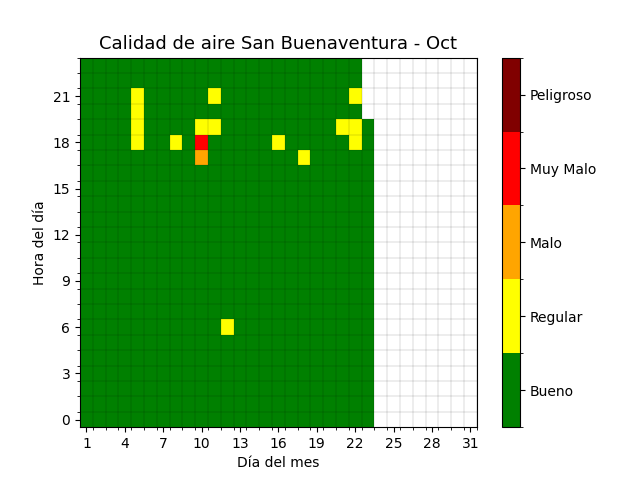 Calidad de aire San Buenaventura - Oct
Hora del día
21
18
15
12
9
6
3
0
1 4 7 10 13 16 19 22 25 28 31
Día del mes
Peligroso
Muy Malo
Malo
Regular
Bueno